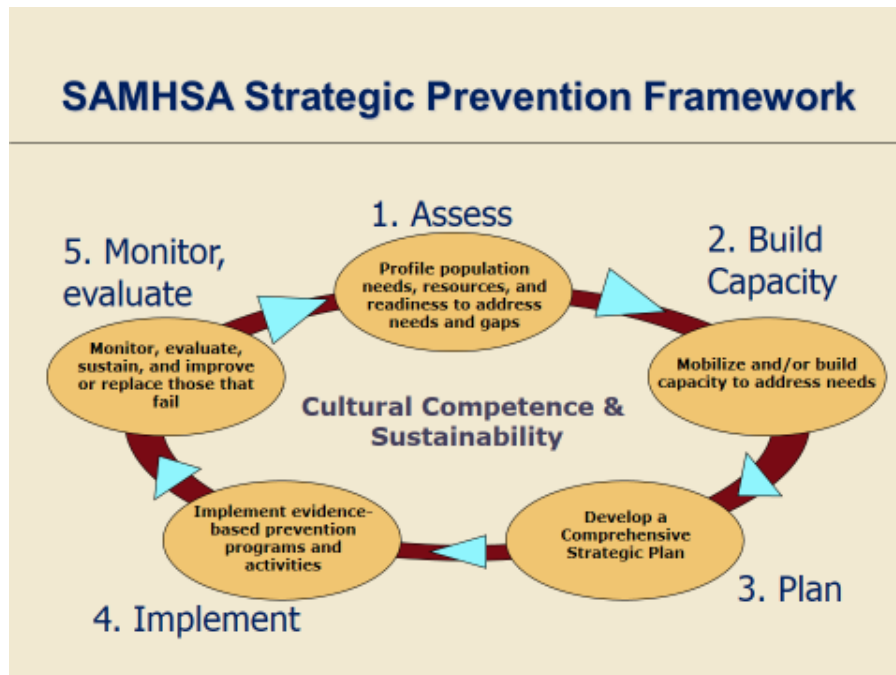 SAMHSA Strategic Prevention Framework
1. Assess
Profile population
needs, resources, and
readiness to address
needs and gaps
2. Build
Capacity
Mobilize and/or build
capacity to address needs
3. Plan
Develop a
Comprehensive
Strategic Plan
4. Implement
Implement evidence-
based prevention
programs and
activities
5. Monitor,
evaluate
Monitor, evaluate,
sustain, and improve
or replace those that
fail
Cultural Competence &
Sustainability